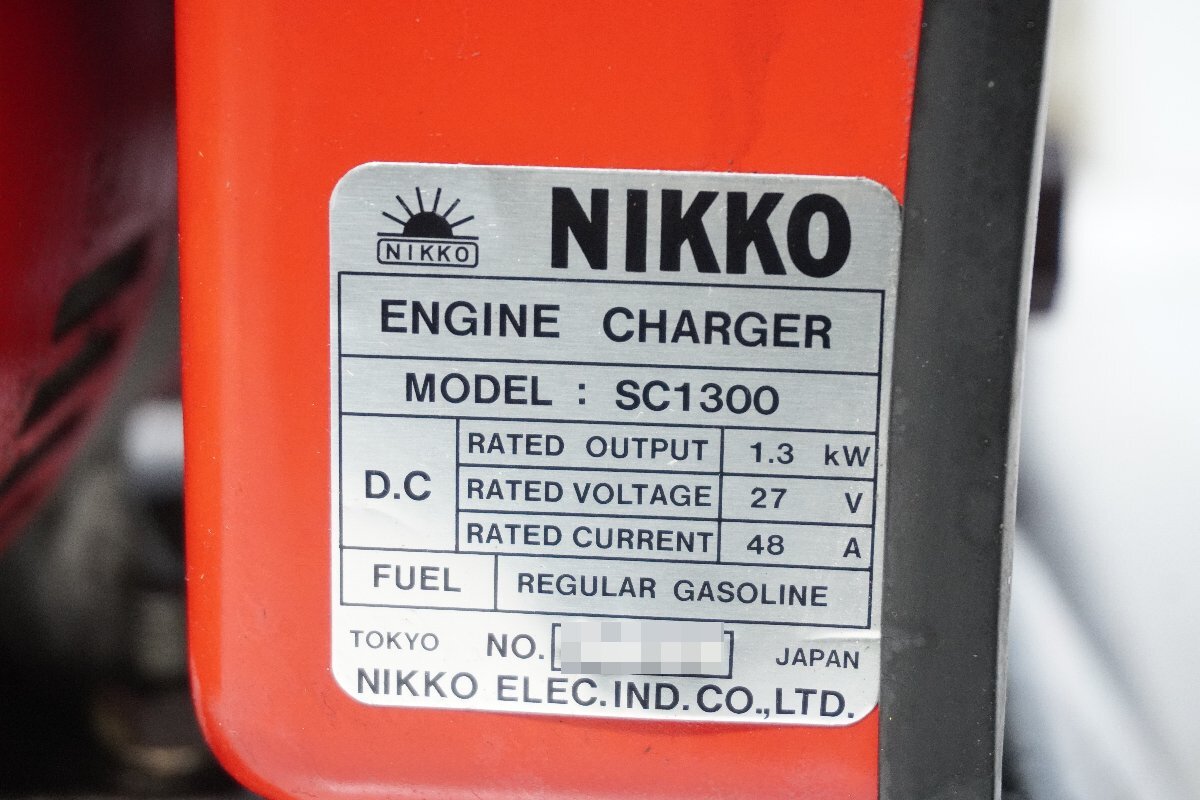 NIKKO NIKKO
ENGINE CHARGER
MODEL : SC1300
D.C
RATED OUTPUT 1.3 kW
RATED VOLTAGE 27 V
RATED CURRENT 48 A
FUEL REGULAR GASOLINE
TOKYO NO. JAPAN
NIKKO ELEC.IND.CO.,LTD.